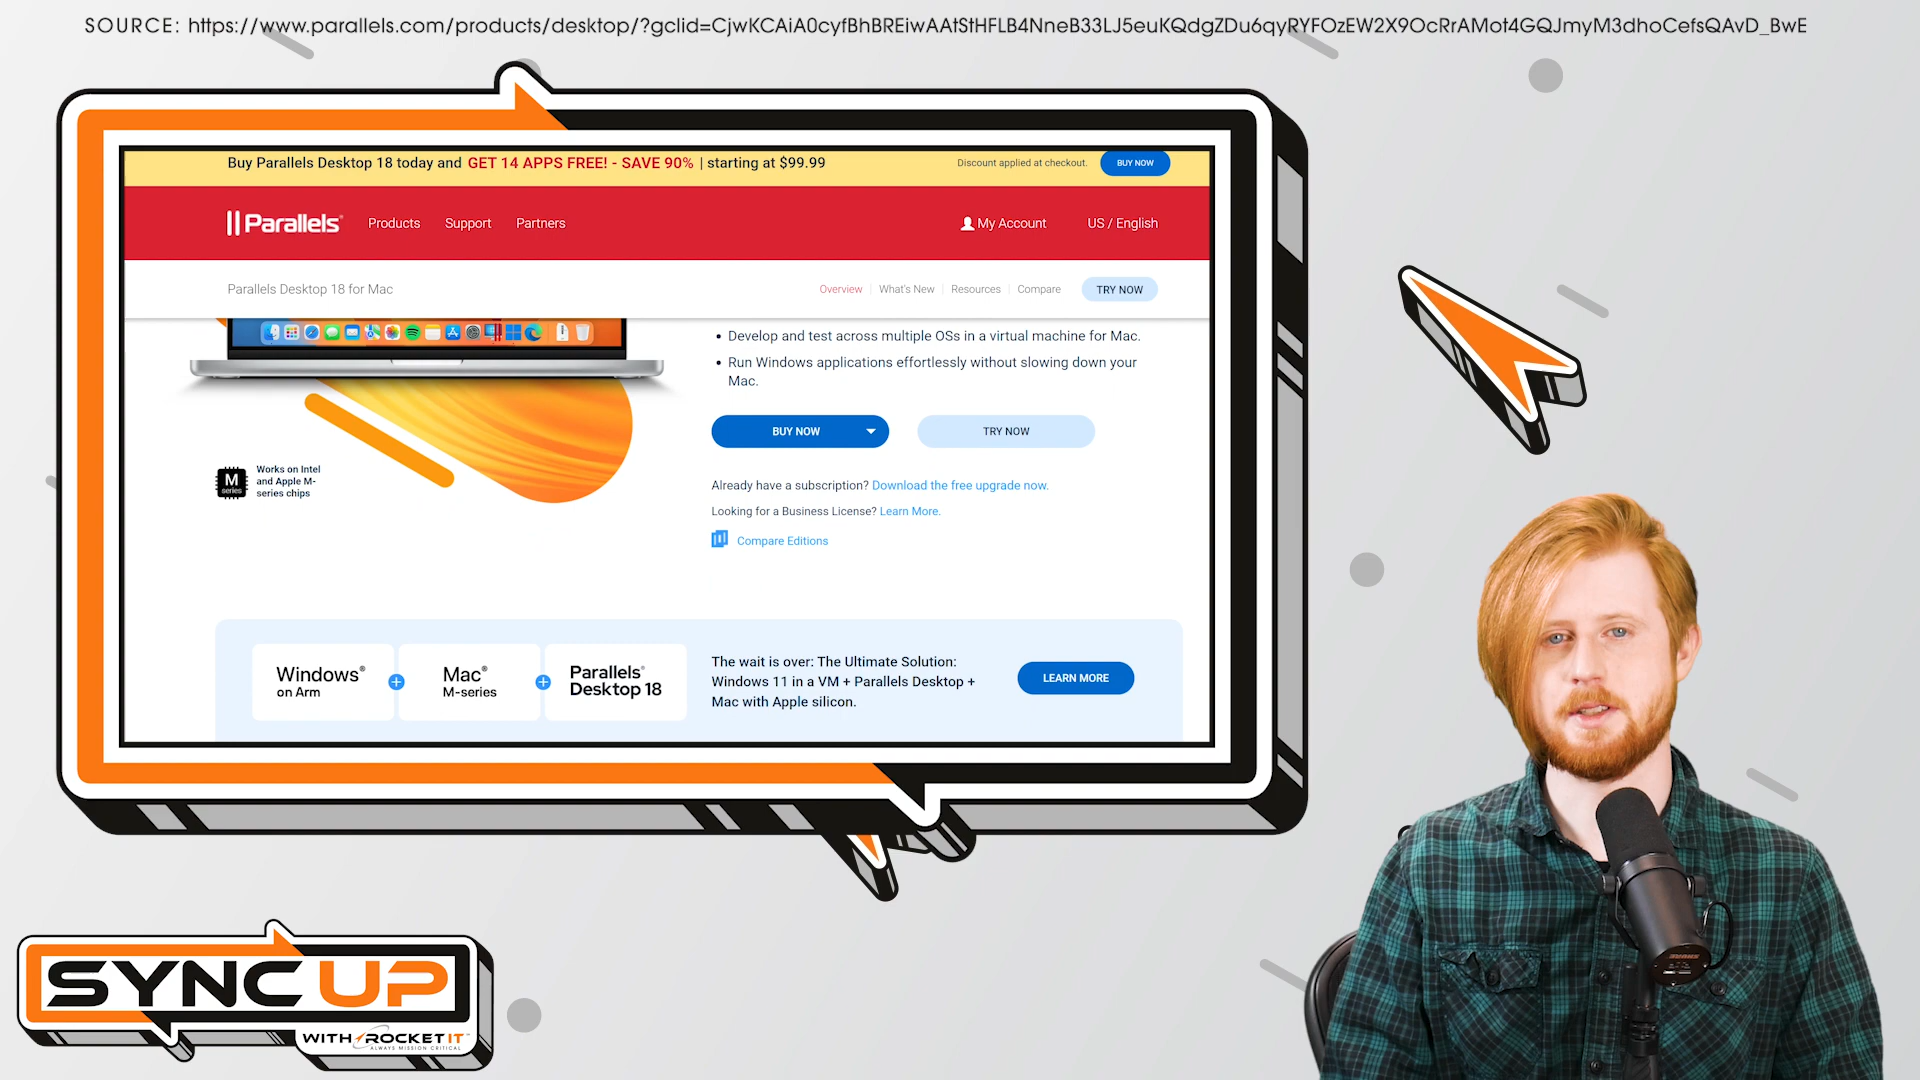 SOURCE: https://www.parallels.com/products/desktop/?gclid=CjwKCAiA0cyfBhBREiwAAtStHFLB4NneB33LJ5euKQdgZDu6qyRYFOzEW2X9OcRrAMot4GQJmyM3dhoCefsQAvD_BwE
Buy Parallels Desktop 18 today and GET 14 APPS FREE! - SAVE 90% | starting at $99.99
Discount applied at checkout.
BUY NOW
Parallels®
Products
Support
Partners
My Account
US / English
Parallels Desktop 18 for Mac
Overview
What's New
Resources
Compare
TRY NOW
• Develop and test across multiple OSs in a virtual machine for Mac.
• Run Windows applications effortlessly without slowing down your
Mac.
BUY NOW
TRY NOW
M
series
Works on Intel
and Apple M-
series chips
Already have a subscription? Download the free upgrade now.
Looking for a Business License? Learn More.
Compare Editions
Windows®
on Arm
Mac®
M-series
Parallels®
Desktop 18
The wait is over: The Ultimate Solution:
Windows 11 in a VM + Parallels Desktop +
Mac with Apple silicon.
LEARN MORE
SYNC UP
WITH ROCKET IT™
ALWAYS MISSION CRITICAL
SHURE